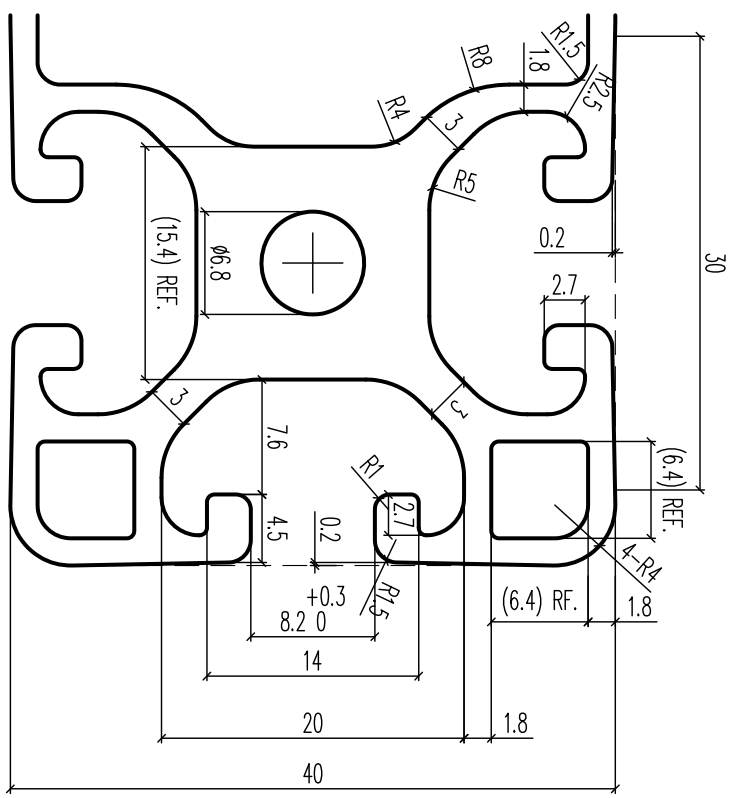 R1.5
R8
1.8
R2.5
R4
3
R5
0.2
30
(15.4) REF.
ø6.8
2.7
3
3
7.6
R1
(6.4) REF.
2.7
4.5
0.2
4-R4
+0.3
8.2 0
R1.5
(6.4) RF.
1.8
14
20
1.8
40